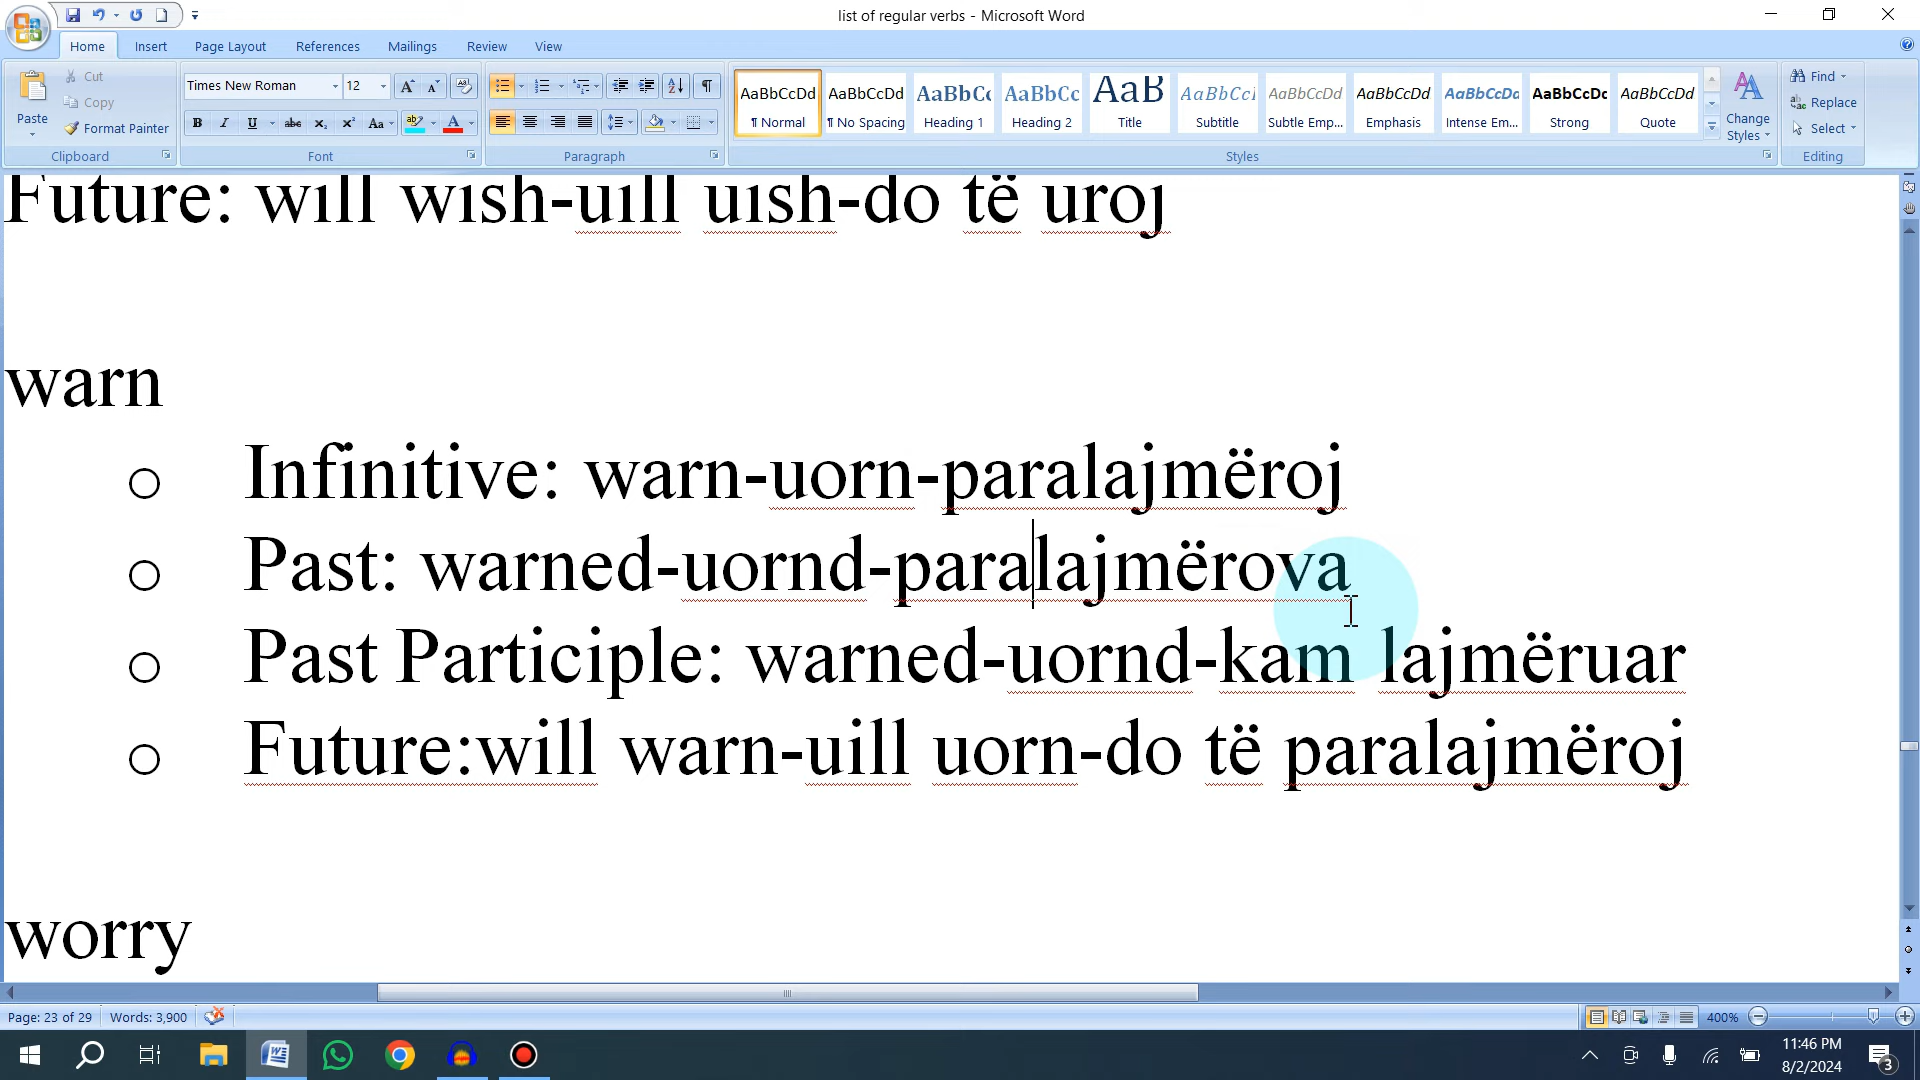 list of regular verbs - Microsoft Word
Home Insert Page Layout References Mailings Review View
Cut
Copy
Format Painter
Paste
Clipboard
Times New Roman 12
Font
Paragraph
AaBbCcDd AaBbCcDd AaBbCc AaBbCc AaB AaBbCcI AaBbCcDd AaBbCcDd AaBbCcDc AaBbCcDc AaBbCcDd
¶ Normal ¶ No Spacing Heading 1 Heading 2 Title Subtitle Subtle Emp... Emphasis Intense Em... Strong Quote
Change Styles
Styles
Find
Replace
Select
Editing
Future: will wish-uill uish-do të uroj
warn
o Infinitive: warn-uorn-paralajmëroj
o Past: warned-uornd-paralajmërova
o Past Participle: warned-uornd-kam lajmëruar
o Future:will warn-uill uorn-do të paralajmëroj
worry
Page: 23 of 29 Words: 3,900 400%
11:46 PM
8/2/2024
3